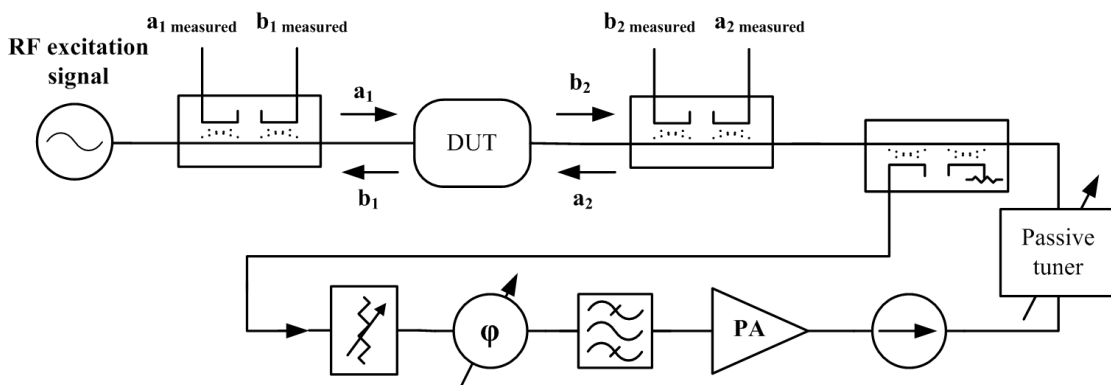 a1 measured
b1 measured
b2 measured
a2 measured
RF excitation
signal
a1
b2
DUT
b1
a2
Passive
tuner
φ
PA